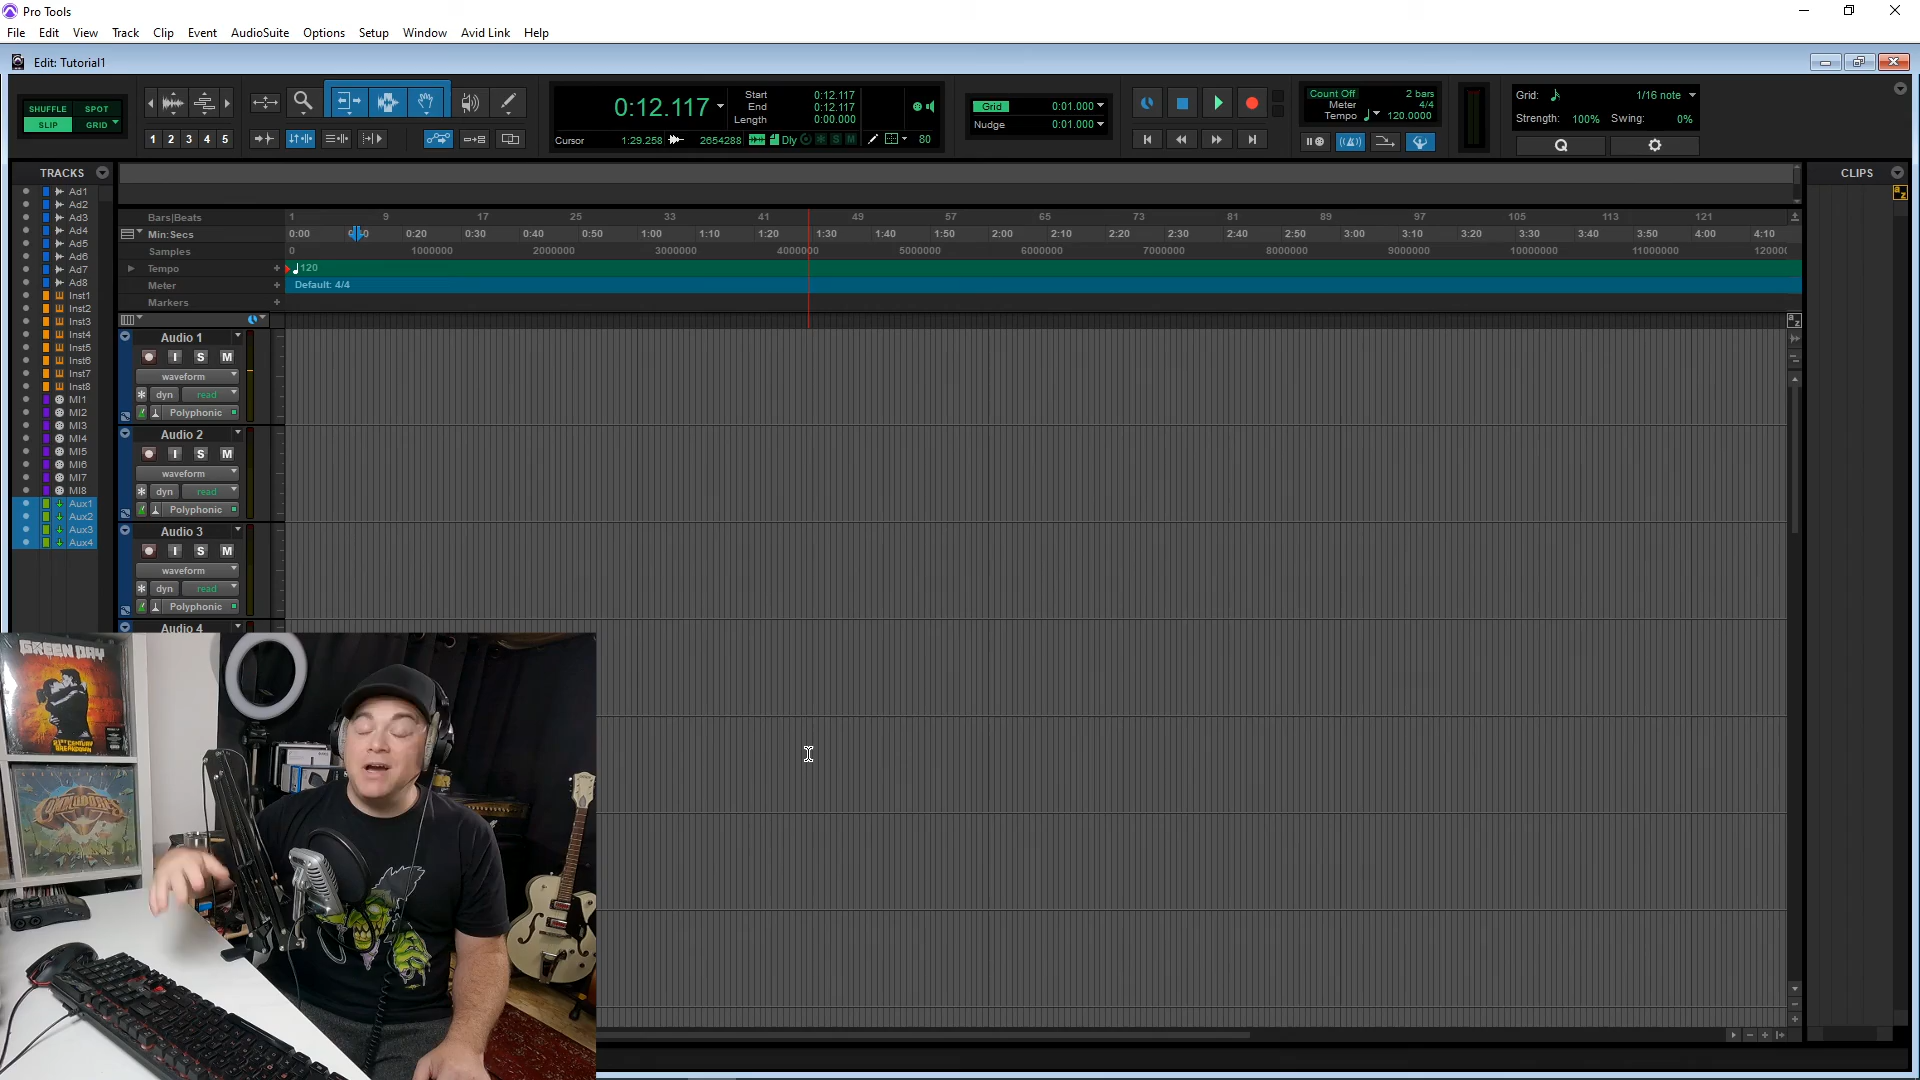 Pro Tools
File Edit View Track Clip Setup Event AudioSuite Options Setup Window Avid Link Help
Edit: Tutorial1
SHUFFLE SPOT
SLIP GRID
1 2 3 4 5
0:12.117
Start 0:12.117
End 0:12.117
Length 0:00.000
Cursor 1:29.258 2654288 Dly S M 80
Grid 0:01.000
Nudge 0:01.000
Count Off 2 bars
Meter 4/4
Tempo 120.0000
Grid: 1/16 note
Strength: 100% Swing: 0%
Q
TRACKS
Ad1
Ad2
Ad3
Ad4
Ad5
Ad6
Ad7
Ad8
Inst1
Inst2
Inst3
Inst4
Inst5
Inst6
Inst7
Inst8
MI1
MI2
MI3
MI4
MI5
MI6
MI7
MI8
Aux1
Aux2
Aux3
Aux4
Bars|Beats 1 9 17 25 33 41 49 57 65 73 81 89 97 105 113 121
Min:Secs 0:00 0:10 0:20 0:30 0:40 0:50 1:00 1:10 1:20 1:30 1:40 1:50 2:00 2:10 2:20 2:30 2:40 2:50 3:00 3:10 3:20 3:30 3:40 3:50 4:00 4:10
Samples 0 1000000 2000000 3000000 4000000 5000000 6000000 7000000 8000000 9000000 10000000 11000000 120000
Tempo 120
Meter Default: 4/4
Markers
Audio 1
I S M
waveform
dyn read
Polyphonic
Audio 2
I S M
waveform
dyn read
Polyphonic
Audio 3
I S M
waveform
dyn read
Polyphonic
Audio 4
CLIPS
a z
a z
GREEN DAY
21ST CENTURY
BREAKDOWN
COMMODORES